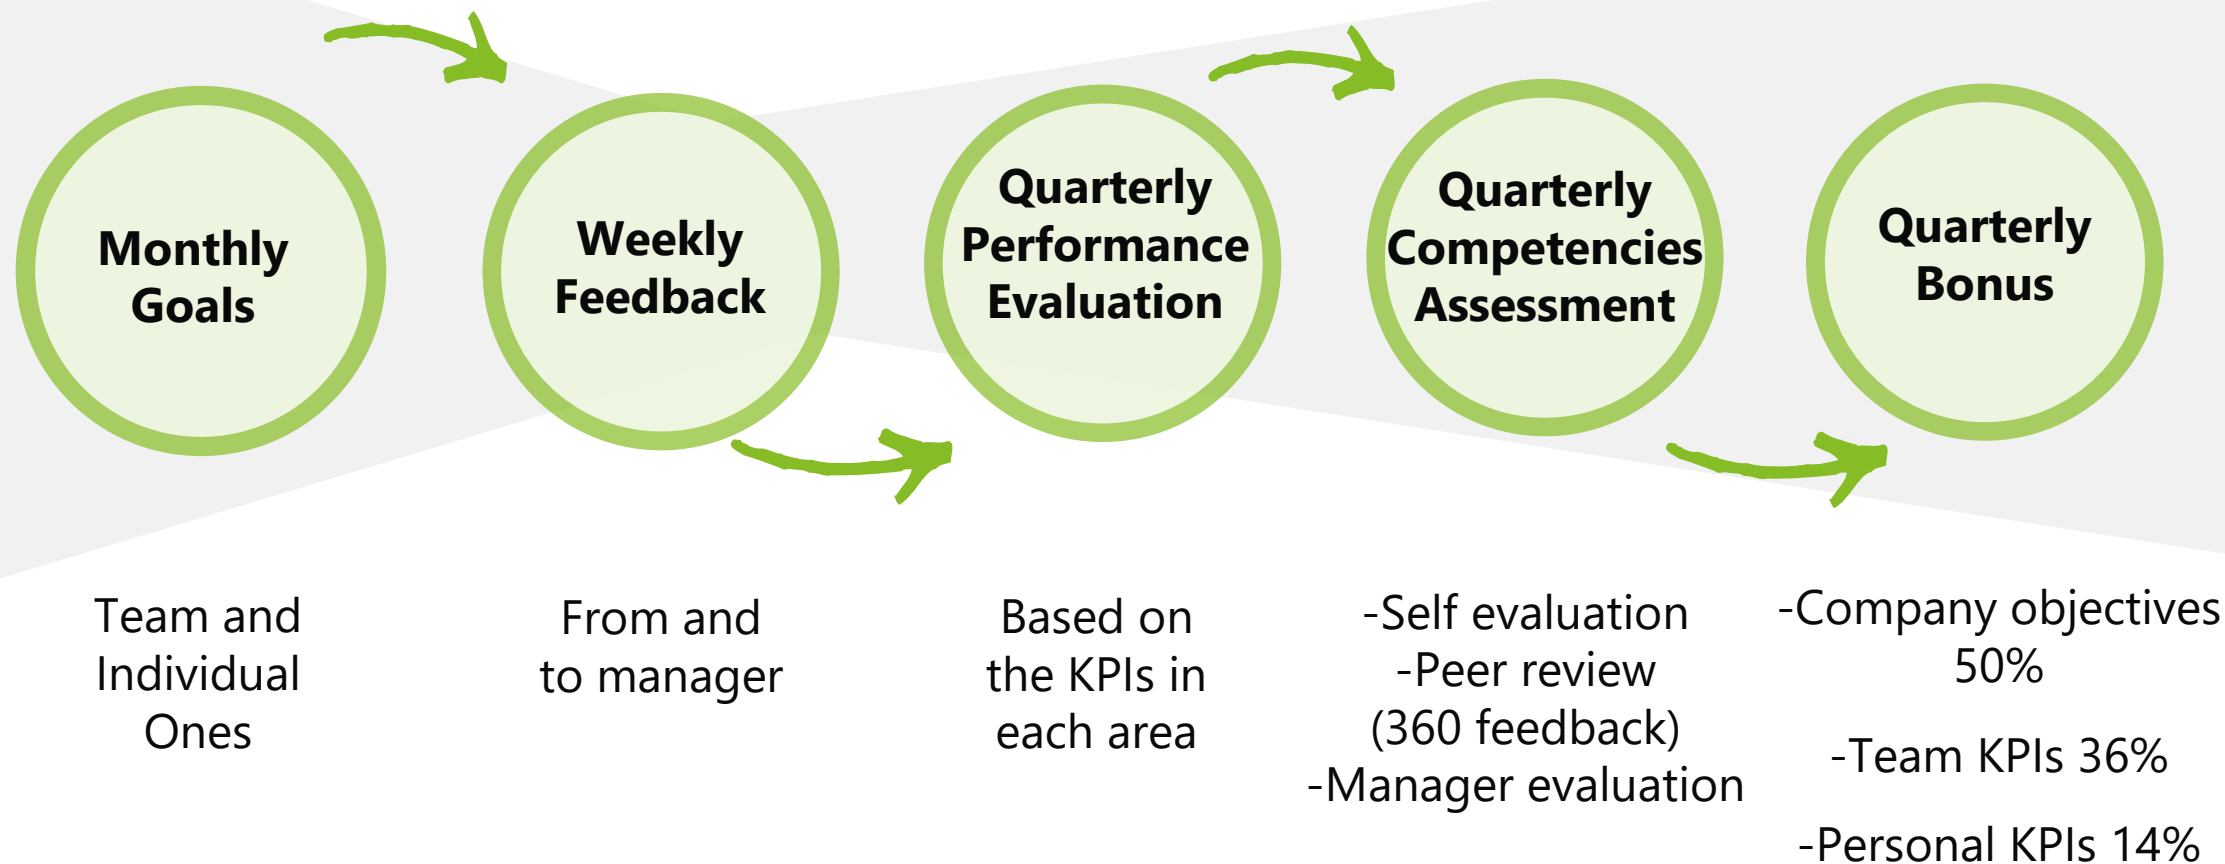 Monthly
Goals
Weekly
Feedback
Quarterly
Performance
Evaluation
Quarterly
Competencies
Assessment
Quarterly
Bonus
Team and
Individual
Ones
From and
to manager
Based on
the KPIs in
each area
-Self evaluation
-Peer review
(360 feedback)
-Manager evaluation
-Company objectives
50%
-Team KPIs 36%
-Personal KPIs 14%